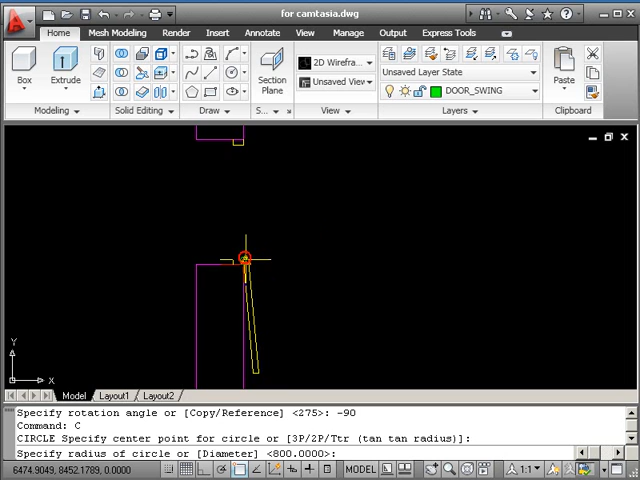 for camtasia.dwg
Home Mesh Modeling Render Insert Annotate View Manage Output Express Tools
Box Extrude Section Plane Paste
2D Wirefra...
Unsaved View
Unsaved Layer State
DOOR_SWING
Modeling Solid Editing Draw S... View Layers Clipboard
Y
X
Model Layout1 Layout2
Specify rotation angle or [Copy/Reference] <275>: -90
Command: C
CIRCLE Specify center point for circle or [3P/2P/Ttr (tan tan radius)]:
Specify radius of circle or [Diameter] <800.0000>:
6474.9049, 8452.1789, 0.0000 MODEL 1:1